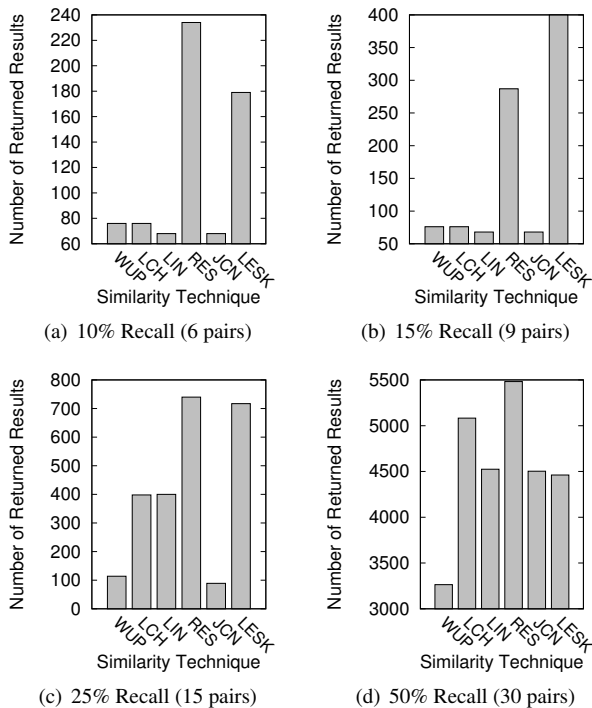 240
220
200
180
160
140
120
100
80
60
Number of Returned Results
WUP
LCH
LIN
RES
JCN
LESK
Similarity Technique
(a) 10% Recall (6 pairs)
400
350
300
250
200
150
100
50
Number of Returned Results
WUP
LCH
LIN
RES
JCN
LESK
Similarity Technique
(b) 15% Recall (9 pairs)
800
700
600
500
400
300
200
100
0
Number of Returned Results
WUP
LCH
LIN
RES
JCN
LESK
Similarity Technique
(c) 25% Recall (15 pairs)
5500
5000
4500
4000
3500
3000
Number of Returned Results
WUP
LCH
LIN
RES
JCN
LESK
Similarity Technique
(d) 50% Recall (30 pairs)